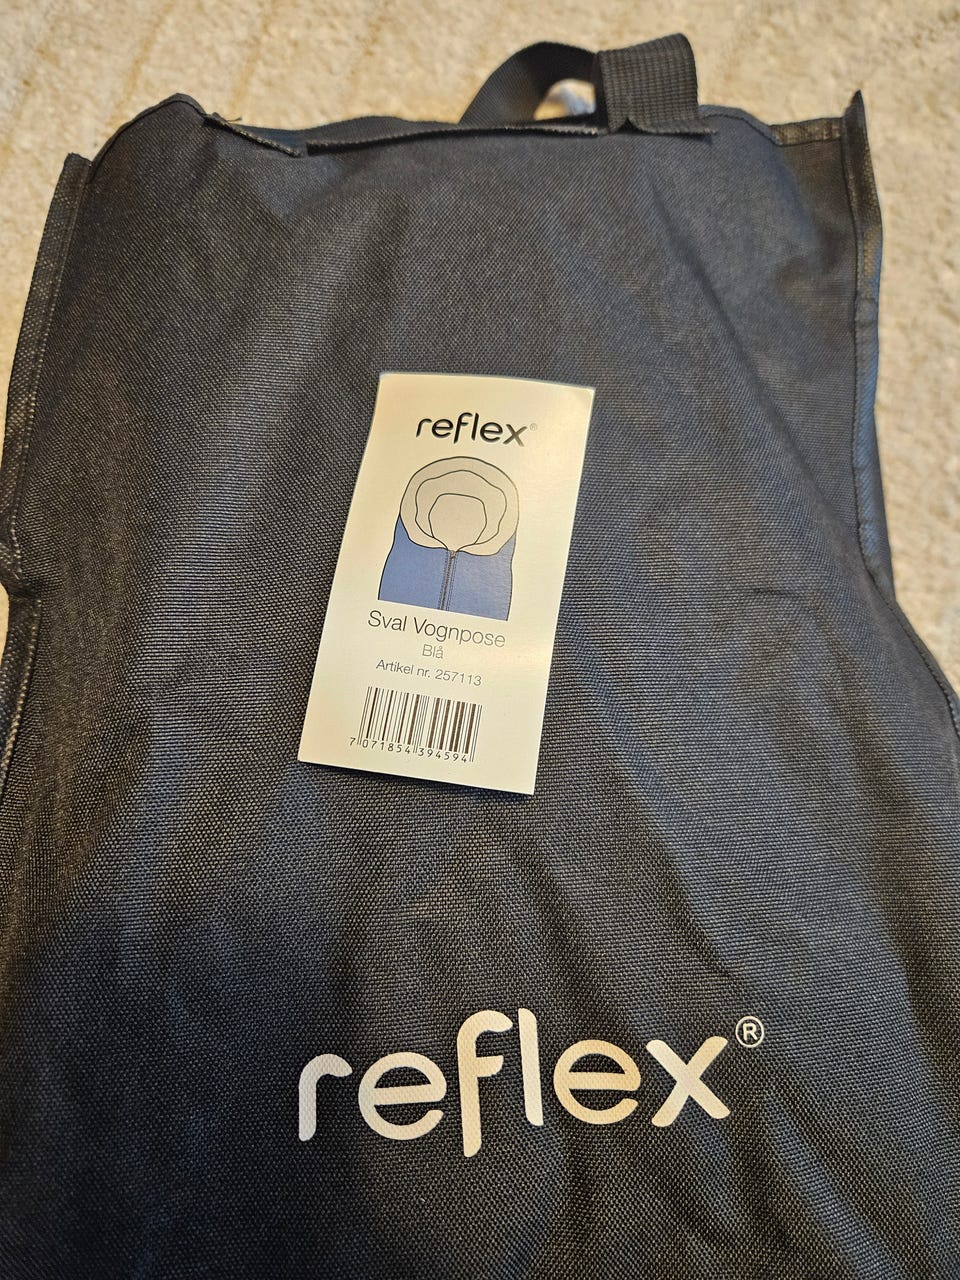 reflex®
Sval Vognpose
Blå
Artikel nr. 257113
7 071854 394594
reflex®